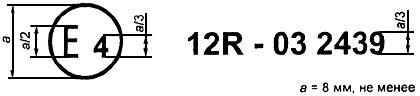 a
a/2
E 4
a/3
12R - 03 2439
a/3
a = 8 мм, не менее